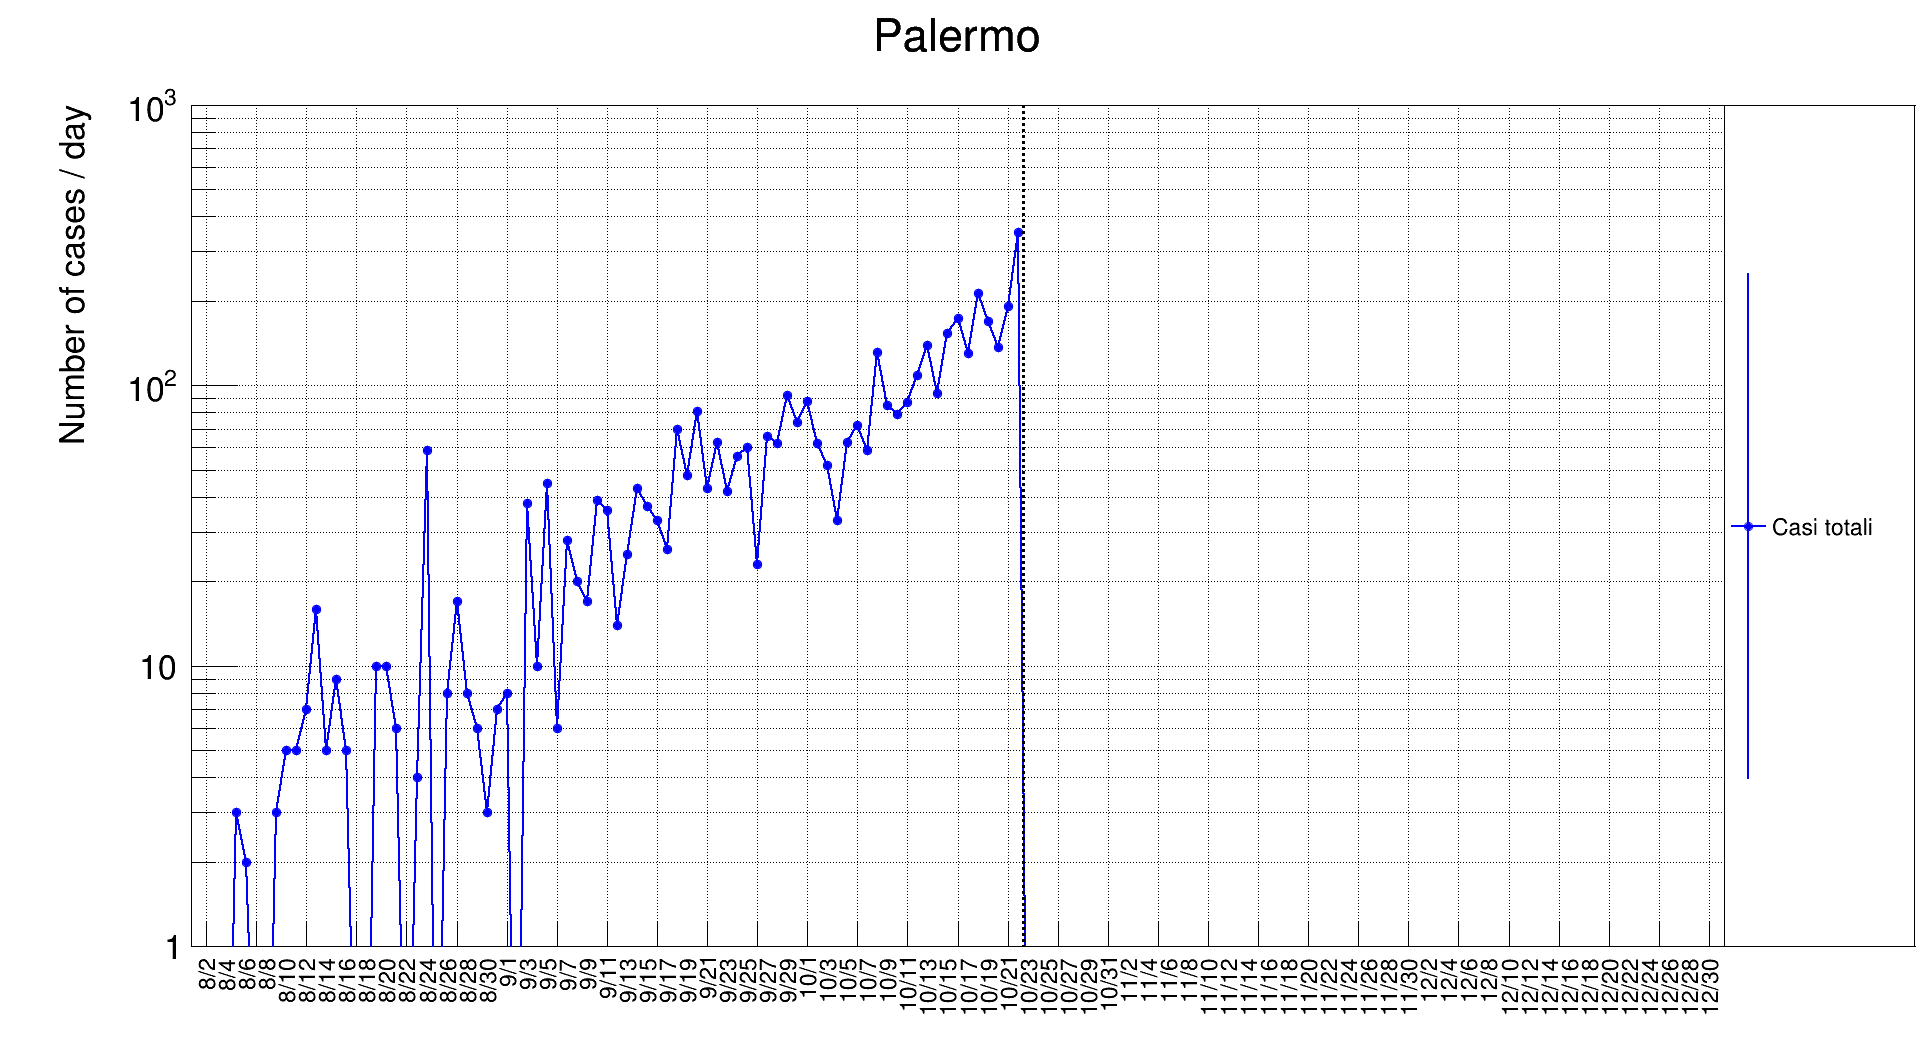 Palermo
Number of cases / day
10³
10²
10
1
8/2 8/4 8/6 8/8 8/10 8/12 8/14 8/16 8/18 8/20 8/22 8/24 8/26 8/28 8/30 9/1 9/3 9/5 9/7 9/9 9/11 9/13 9/15 9/17 9/19 9/21 9/23 9/25 9/27 9/29 10/1 10/3 10/5 10/7 10/9 10/11 10/13 10/15 10/17 10/19 10/21 10/23 10/25 10/27 10/29 10/31 11/2 11/4 11/6 11/8 11/10 11/12 11/14 11/16 11/18 11/20 11/22 11/24 11/26 11/28 11/30 12/2 12/4 12/6 12/8 12/10 12/12 12/14 12/16 12/18 12/20 12/22 12/24 12/26 12/28 12/30
Casi totali